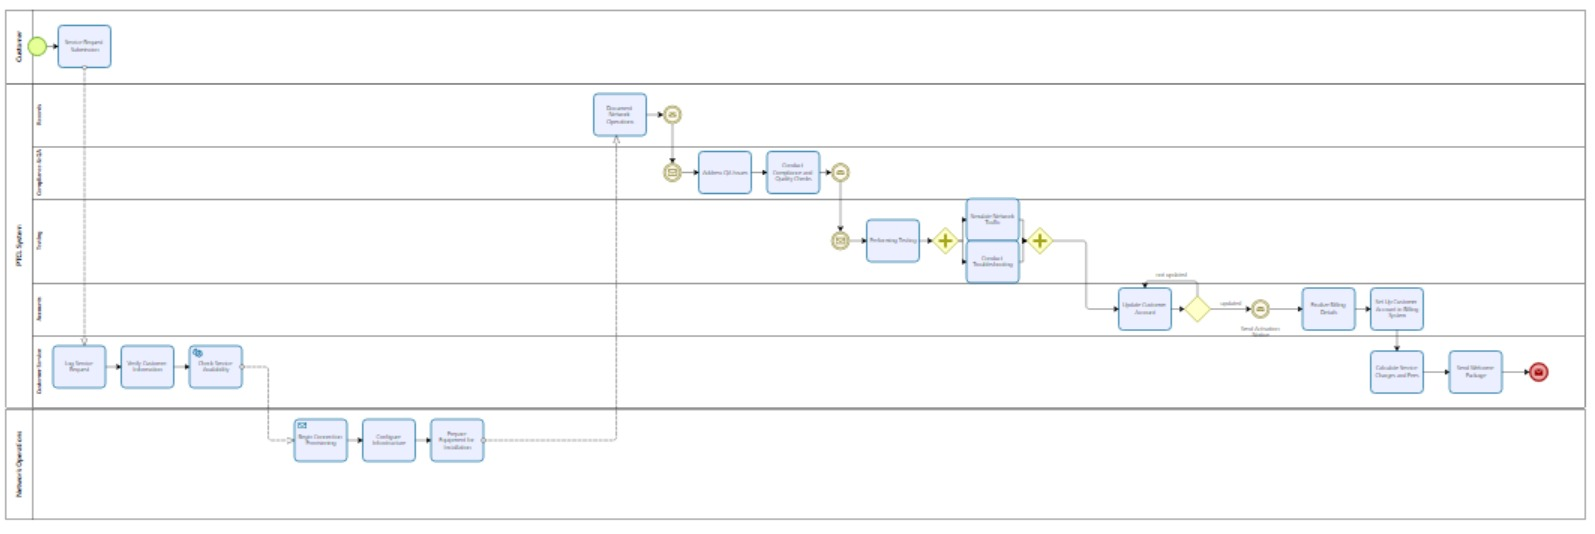 Customer
Service Request
Submission
PTCL System
Records
Document
Network
Operations
Compliance & QA
Address QA Issues
Conduct
Compliance and
Quality Checks
Testing
Performing Testing
Simulate Network
Traffic
Conduct
Troubleshooting
Accounts
Update Customer
Account
not updated
updated
Send Activation
Notice
Finalize Billing
Details
Set Up Customer
Account in Billing
System
Customer Service
Log Service
Request
Verify Customer
Information
Check Service
Availability
Calculate Service
Charges and Fees
Send Welcome
Package
Network Operations
Begin Connection
Provisioning
Configure
Infrastructure
Prepare
Equipment for
Installation